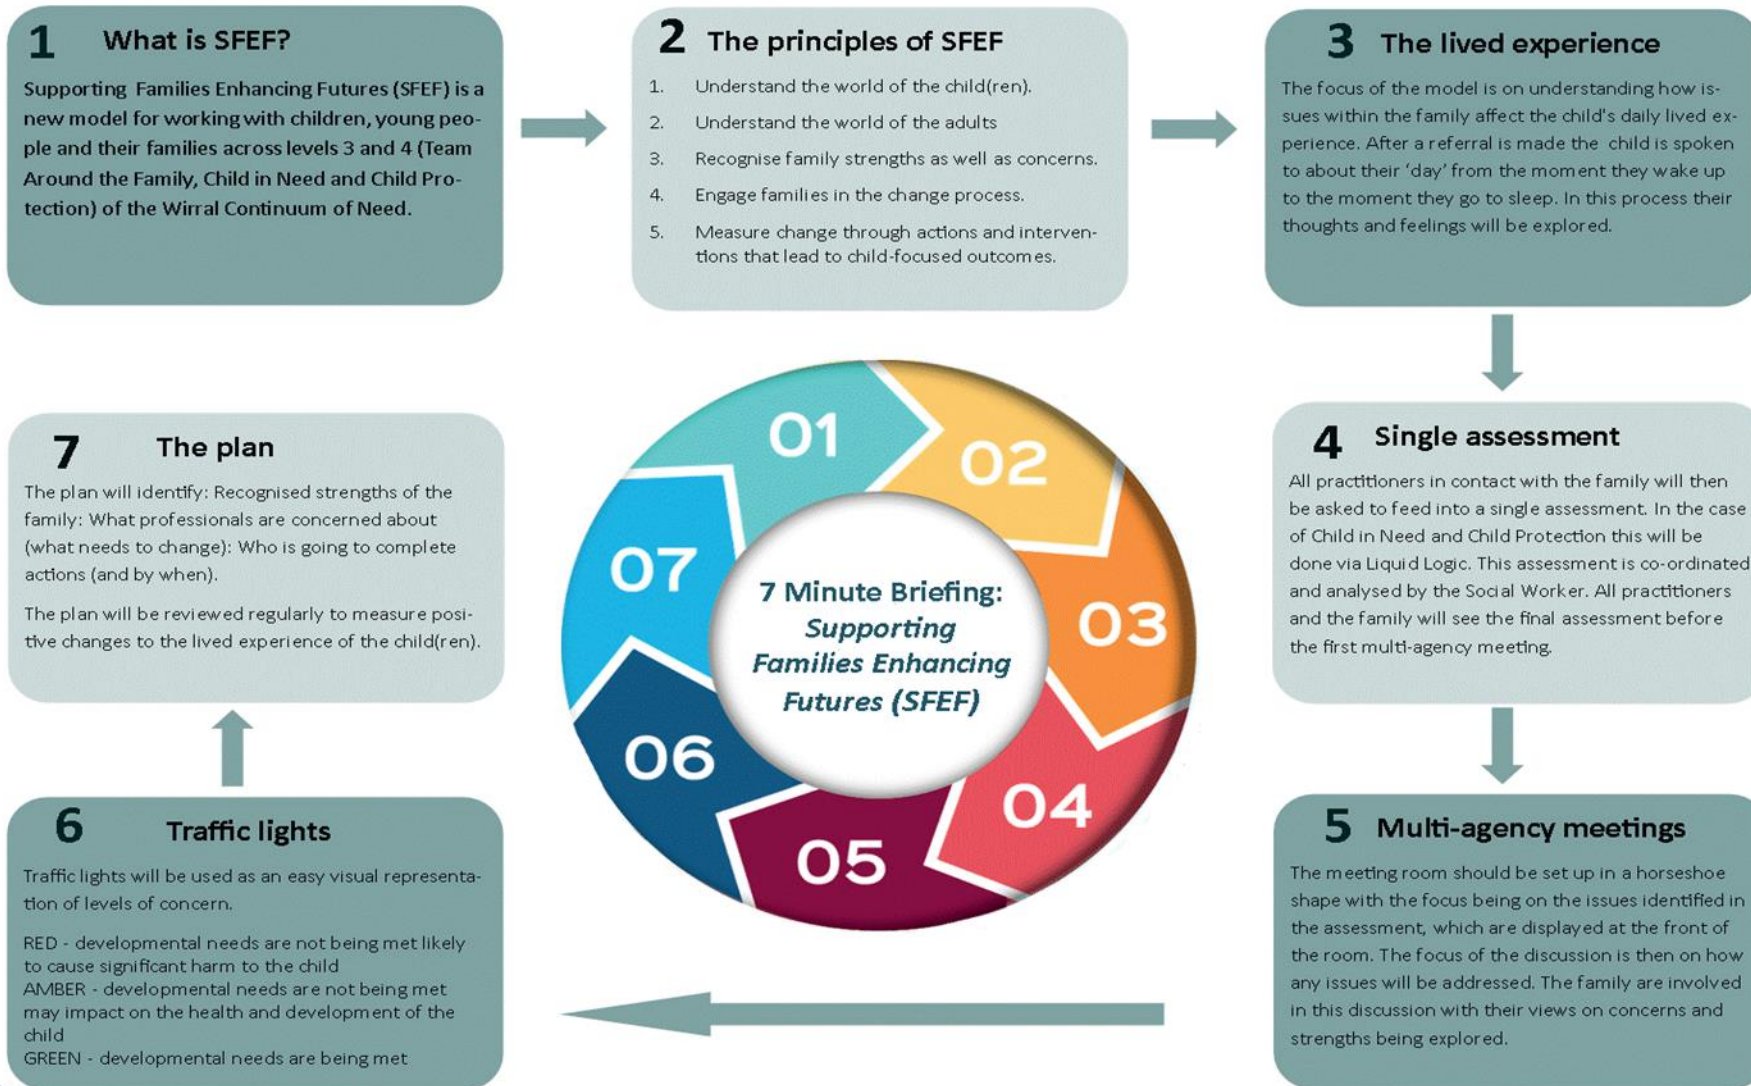 1 What is SFEF?
Supporting Families Enhancing Futures (SFEF) is a
new model for working with children, young peo-
ple and their families across levels 3 and 4 (Team
Around the Family, Child in Need and Child Pro-
tection) of the Wirral Continuum of Need.
2 The principles of SFEF
1. Understand the world of the child(ren).
2. Understand the world of the adults
3. Recognise family strengths as well as concerns.
4. Engage families in the change process.
5. Measure change through actions and interven-
tions that lead to child-focused outcomes.
3 The lived experience
The focus of the model is on understanding how is-
sues within the family affect the child's daily lived ex-
perience. After a referral is made the child is spoken
to about their ‘day’ from the moment they wake up
to the moment they go to sleep. In this process their
thoughts and feelings will be explored.
4 Single assessment
All practitioners in contact with the family will then
be asked to feed into a single assessment. In the case
of Child in Need and Child Protection this will be
done via Liquid Logic. This assessment is co-ordinated
and analysed by the Social Worker. All practitioners
and the family will see the final assessment before
the first multi-agency meeting.
5 Multi-agency meetings
The meeting room should be set up in a horseshoe
shape with the focus being on the issues identified in
the assessment, which are displayed at the front of
the room. The focus of the discussion is then on how
any issues will be addressed. The family are involved
in this discussion with their views on concerns and
strengths being explored.
6 Traffic lights
Traffic lights will be used as an easy visual representa-
tion of levels of concern.
RED - developmental needs are not being met likely
to cause significant harm to the child
AMBER - developmental needs are not being met
may impact on the health and development of the
child
GREEN - developmental needs are being met
7 The plan
The plan will identify: Recognised strengths of the
family: What professionals are concerned about
(what needs to change): Who is going to complete
actions (and by when).
The plan will be reviewed regularly to measure posi-
tive changes to the lived experience of the child(ren).
01
02
03
04
05
06
07
7 Minute Briefing:
Supporting
Families Enhancing
Futures (SFEF)